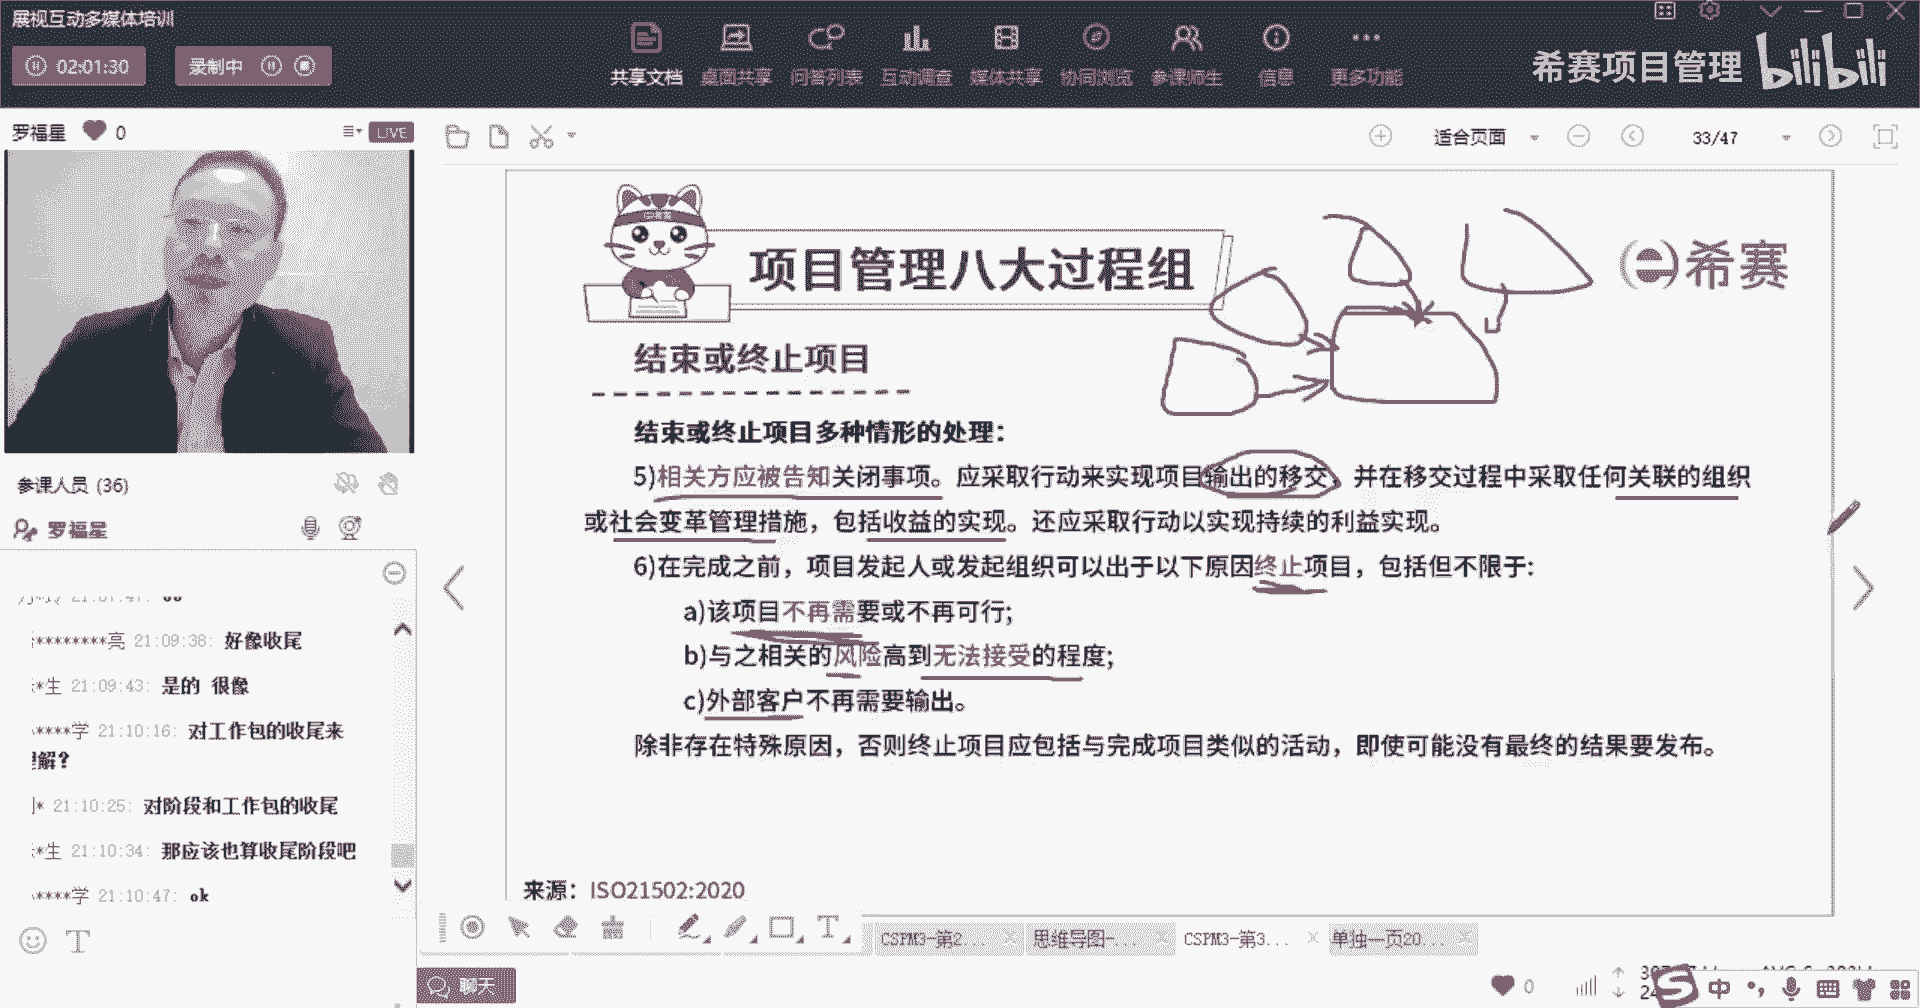 展视互动多媒体培训
02:01:30
录制中
共享文档 桌面共享 问答列表 互动调查 媒体共享 协同浏览 参课师生 信息 更多功能
希赛项目管理 bilibili
罗福星 0 LIVE
适合页面 33/47
项目管理八大过程组
希赛
结束或终止项目
结束或终止项目多种情形的处理：
5)相关方应被告知关闭事项。应采取行动来实现项目输出的移交，并在移交过程中采取任何关联的组织
或社会变革管理措施，包括收益的实现。还应采取行动以实现持续的利益实现。
6)在完成之前，项目发起人或发起组织可以出于以下原因终止项目，包括但不限于:
a)该项目不再需要或不再可行;
b)与之相关的风险高到无法接受的程度;
c)外部客户不再需要输出。
除非存在特殊原因，否则终止项目应包括与完成项目类似的活动，即使可能没有最终的结果要发布。
来源：ISO21502:2020
参课人员 (36)
罗福星
********亮 21:09:38: 好像收尾
*生 21:09:43: 是的 很像
****学 21:10:16: 对工作包的收尾来
理解？
* 21:10:25: 对阶段和工作包的收尾
*生 21:10:34: 那应该也算收尾阶段吧
****学 21:10:47: ok
T
CSPM3-第2... 思维导图-... CSPM3-第3... 单独一页20...
聊天
0
中